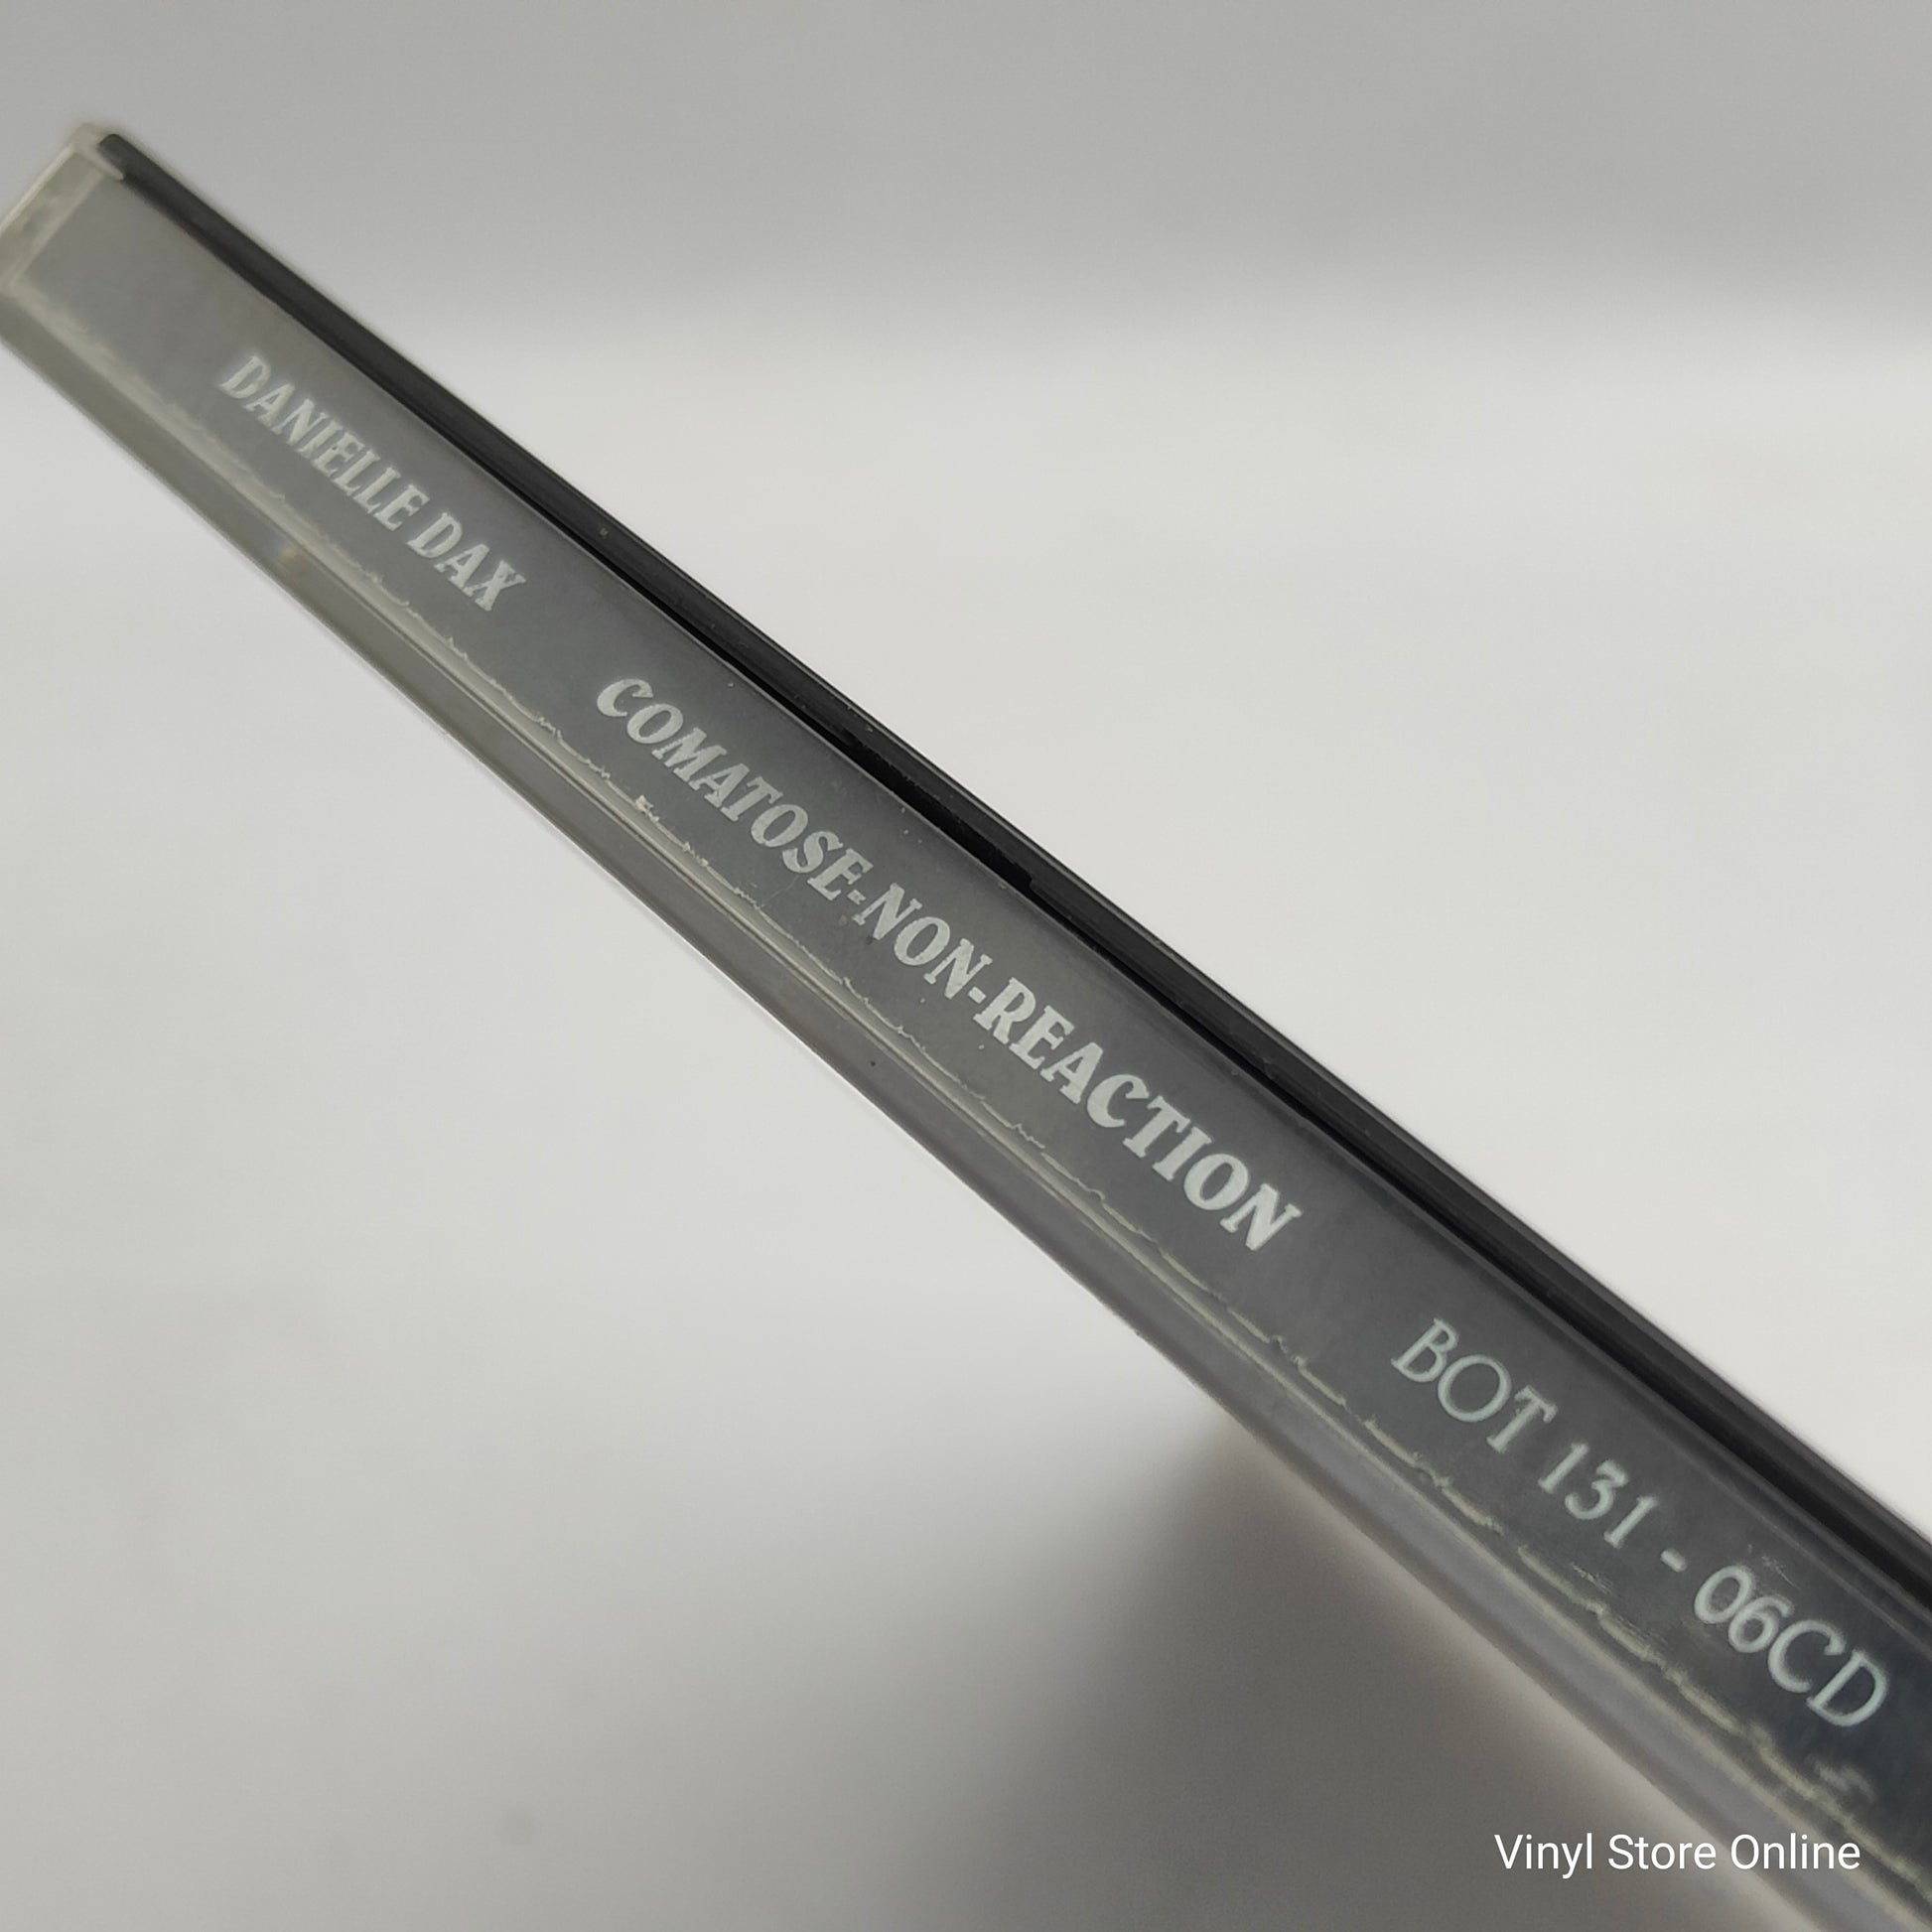 DANIELLE DAX COMATOSE-NON-REACTION BOT 131 - 06CD
Vinyl Store Online